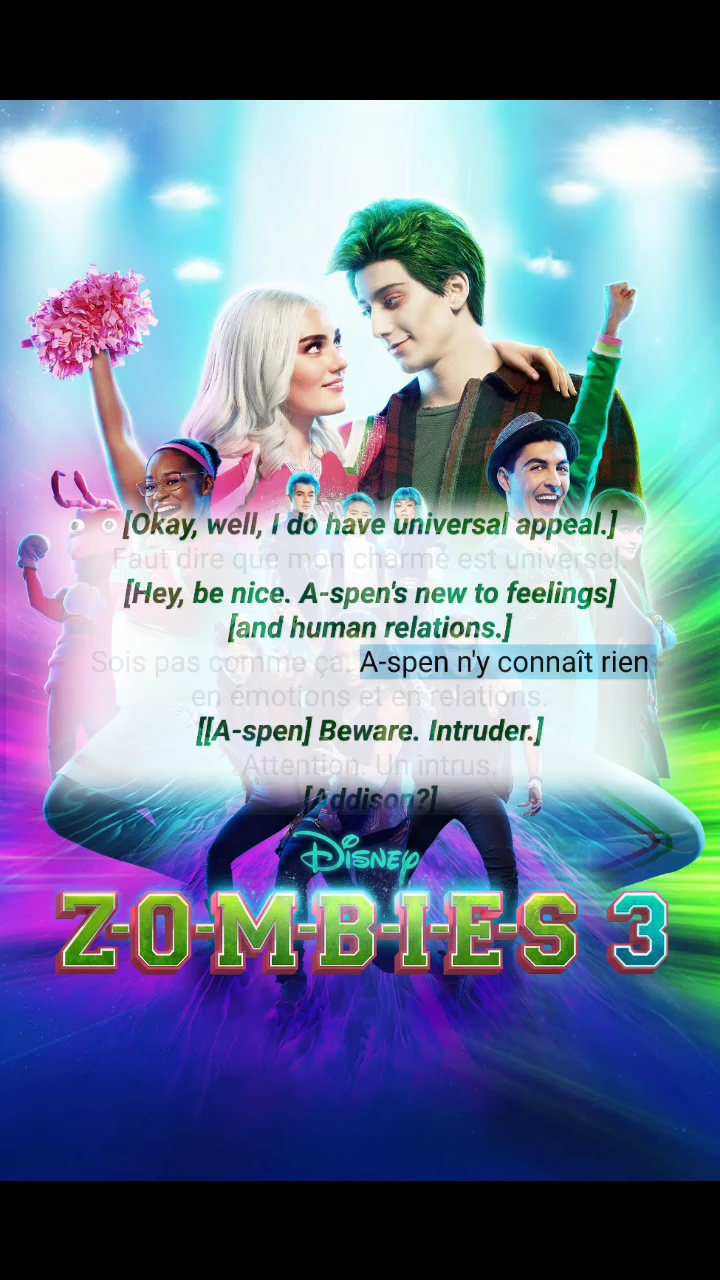 [Okay, well, I do have universal appeal.]
Faut dire que mon charme est universel.
[Hey, be nice. A-spen's new to feelings]
[and human relations.]
Sois pas comme ça. A-spen n'y connaît rien
en émotions et en relations.
[[A-spen] Beware. Intruder.]
Attention. Un intrus.
[Addison?]
Disney
Z-O-M-B-I-E-S 3